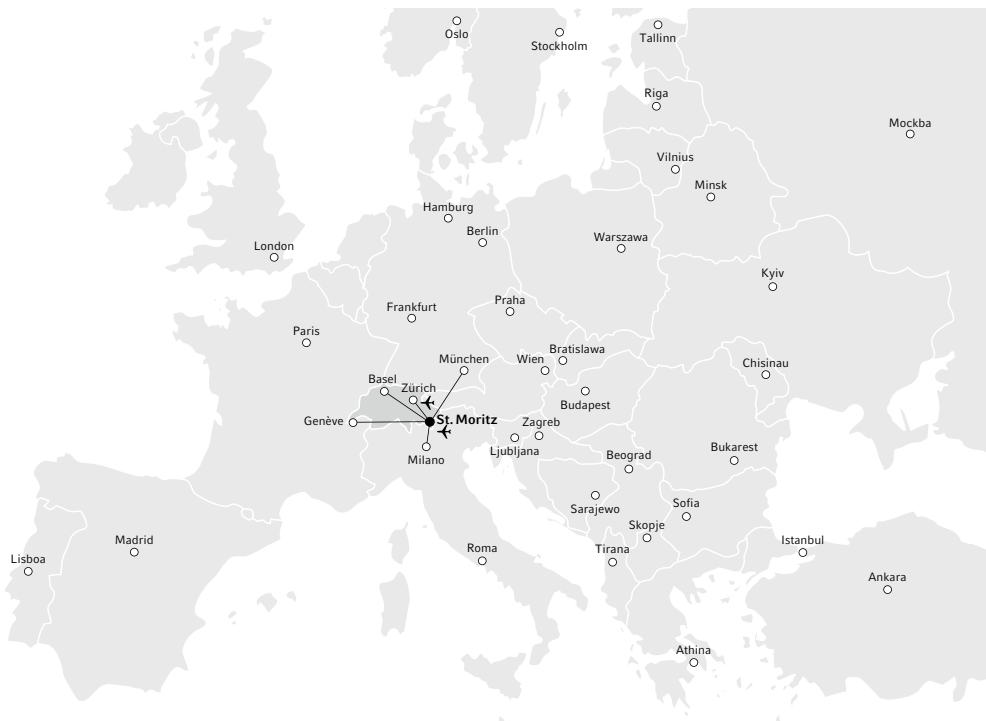 Oslo
Stockholm
Tallinn
Riga
Mockba
Vilnius
Minsk
Hamburg
Berlin
Warszawa
London
Kyiv
Praha
Frankfurt
Paris
Bratislawa
München
Wien
Chisinau
Basel
Zürich
Budapest
Genève
St. Moritz
Zagreb
Ljubljana
Milano
Bukarest
Beograd
Sofia
Sarajewo
Skopje
Madrid
Istanbul
Roma
Tirana
Lisboa
Ankara
Athina